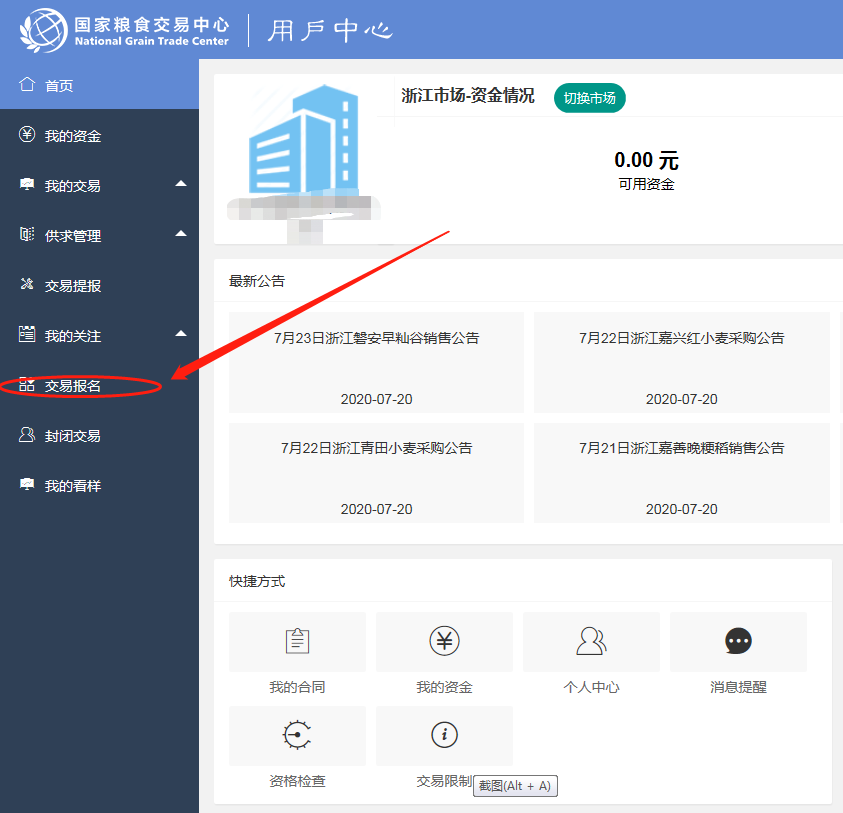 国家粮食交易中心
National Grain Trade Center
用户中心
首页
我的资金
我的交易
供求管理
交易提报
我的关注
交易报名
封闭交易
我的看样
浙江市场-资金情况
切换市场
0.00 元
可用资金
最新公告
7月23日浙江磐安早籼谷销售公告
2020-07-20
7月22日浙江嘉兴红小麦采购公告
2020-07-20
7月22日浙江青田小麦采购公告
2020-07-20
7月21日浙江嘉善晚粳稻销售公告
2020-07-20
快捷方式
我的合同
我的资金
个人中心
消息提醒
资格检查
交易限制
截图(Alt + A)